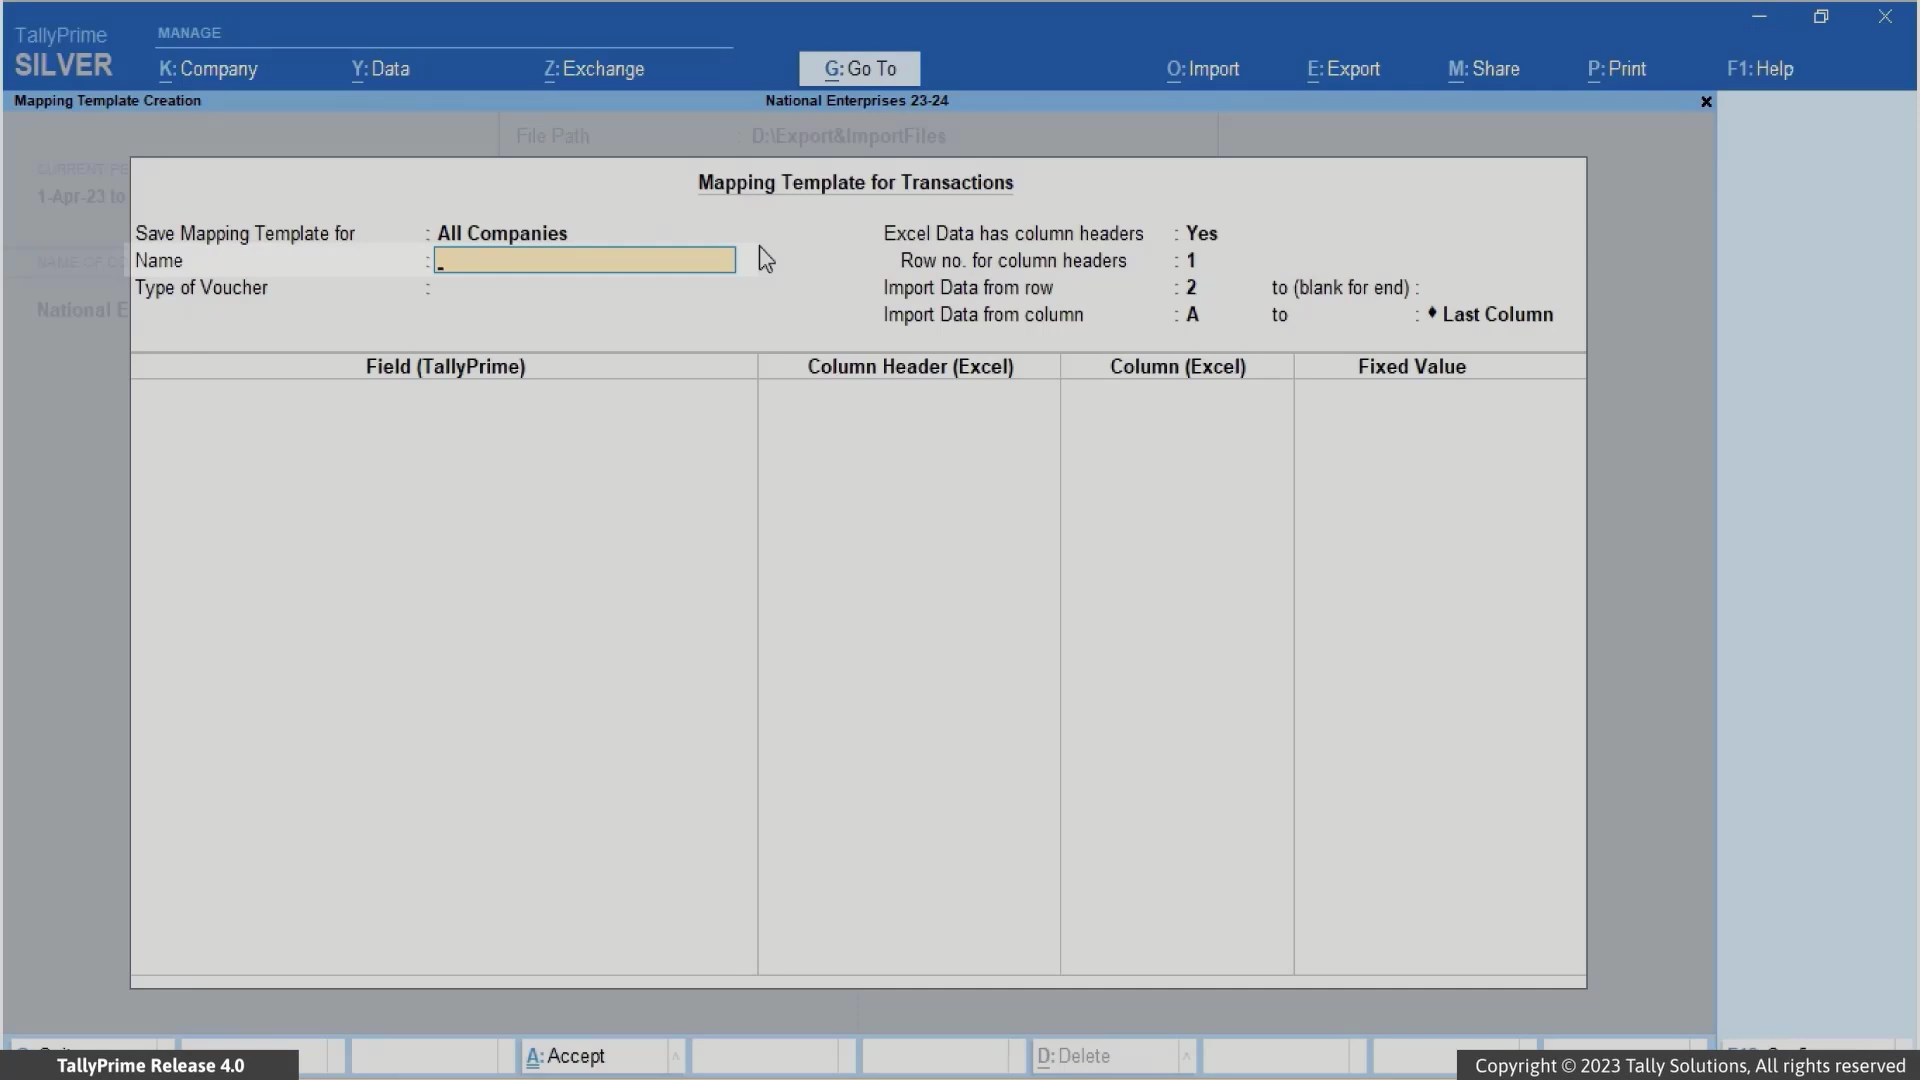 TallyPrime
SILVER
MANAGE
K: Company
Y: Data
Z: Exchange
G: Go To
O: Import
E: Export
M: Share
P: Print
F1: Help
Mapping Template Creation
National Enterprises 23-24
File Path : D:\Export&ImportFiles
1-Apr-23 to
National E
Mapping Template for Transactions
Save Mapping Template for : All Companies
Name :
Type of Voucher :
Excel Data has column headers : Yes
Row no. for column headers : 1
Import Data from row : 2 to (blank for end) :
Import Data from column : A to : ♦ Last Column
Field (TallyPrime)
Column Header (Excel)
Column (Excel)
Fixed Value
A: Accept
D: Delete
TallyPrime Release 4.0
Copyright © 2023 Tally Solutions, All rights reserved